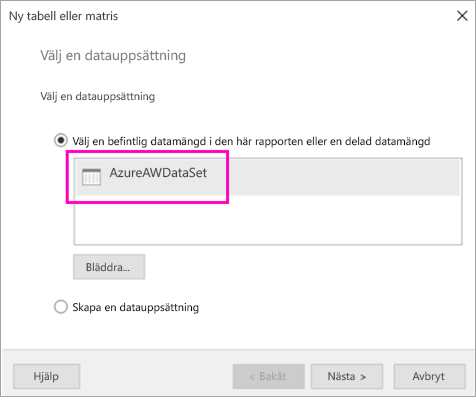 Ny tabell eller matris
Välj en datauppsättning
Välj en datauppsättning
Välj en befintlig datamängd i den här rapporten eller en delad datamängd
AzureAWDataSet
Bläddra...
Skapa en datauppsättning
Hjälp
< Bakåt
Nästa >
Avbryt